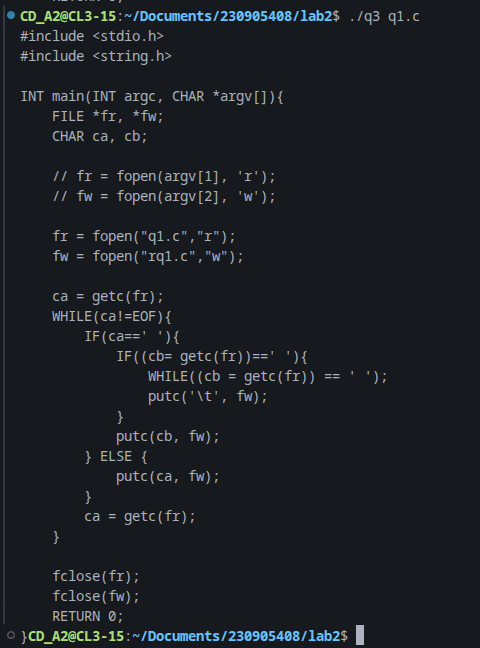 RETURN 0;
CD_A2@CL3-15:~/Documents/230905408/lab2$ ./q3 q1.c
#include <stdio.h>
#include <string.h>

INT main(INT argc, CHAR *argv[]){
    FILE *fr, *fw;
    CHAR ca, cb;

    // fr = fopen(argv[1], 'r');
    // fw = fopen(argv[2], 'w');

    fr = fopen("q1.c","r");
    fw = fopen("rq1.c","w");

    ca = getc(fr);
    WHILE(ca!=EOF){
        IF(ca==' '){
            IF((cb= getc(fr))==' '){
                WHILE((cb = getc(fr)) == ' ');
                putc('\t', fw);
            }
            putc(cb, fw);
        } ELSE {
            putc(ca, fw);
        }
        ca = getc(fr);
    }

    fclose(fr);
    fclose(fw);
    RETURN 0;
}CD_A2@CL3-15:~/Documents/230905408/lab2$